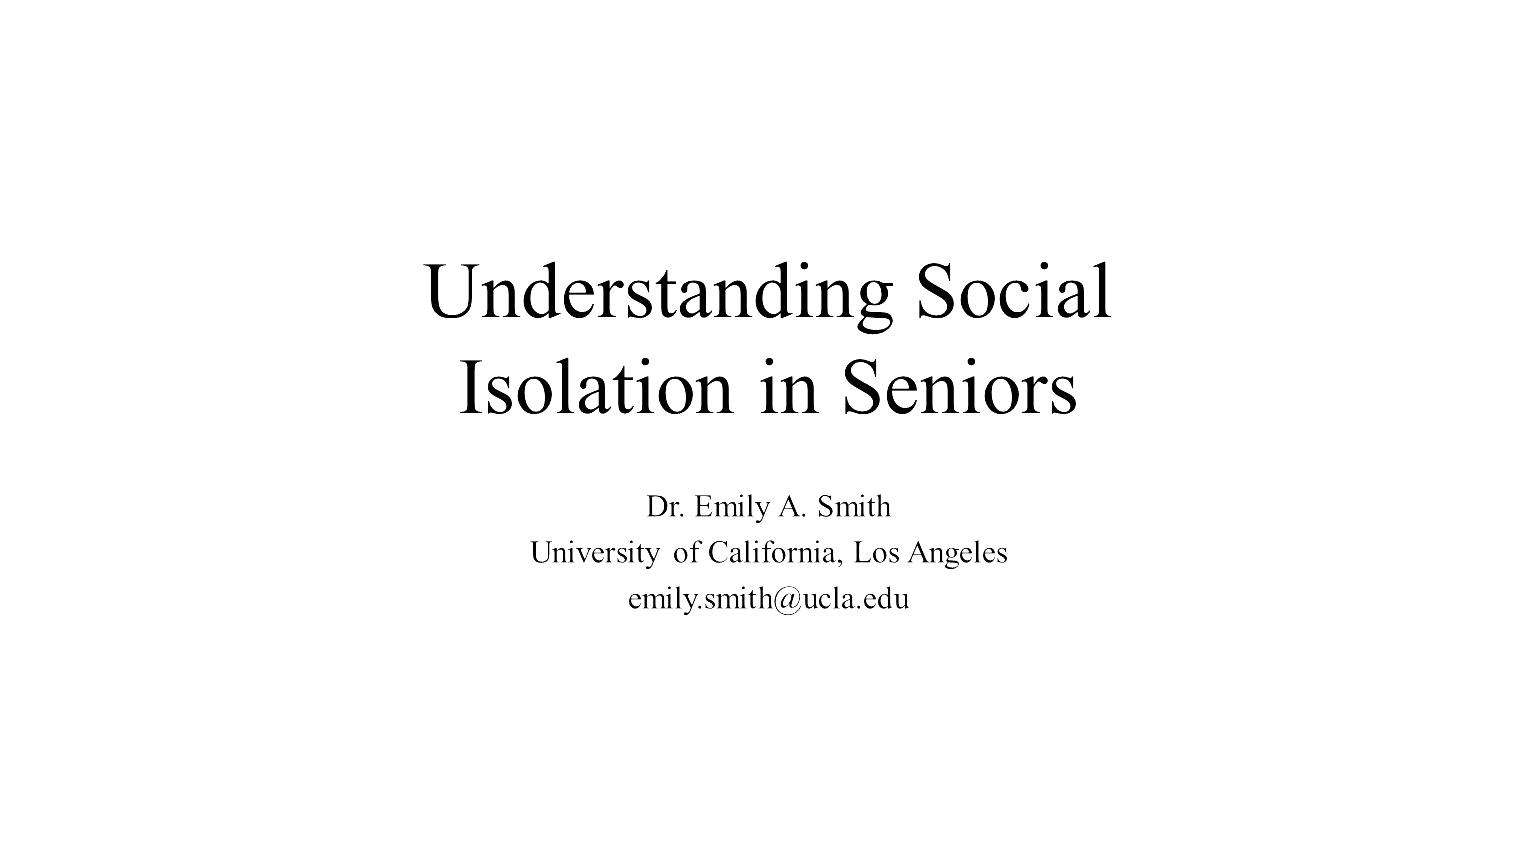 Understanding Social
Isolation in Seniors
Dr. Emily A. Smith
University of California, Los Angeles
emily.smith@ucla.edu